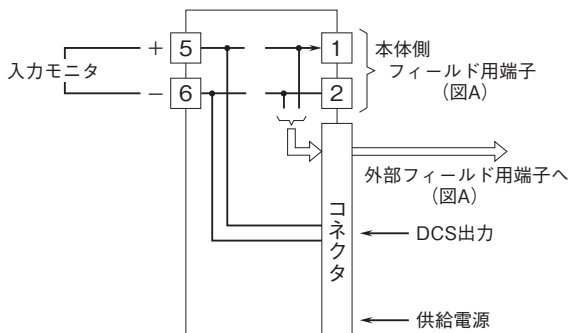 + 5
1
本体側
フィールド用端子
(図A)
入力モニタ
− 6
2
外部フィールド用端子へ
(図A)
コネクタ
DCS出力
供給電源